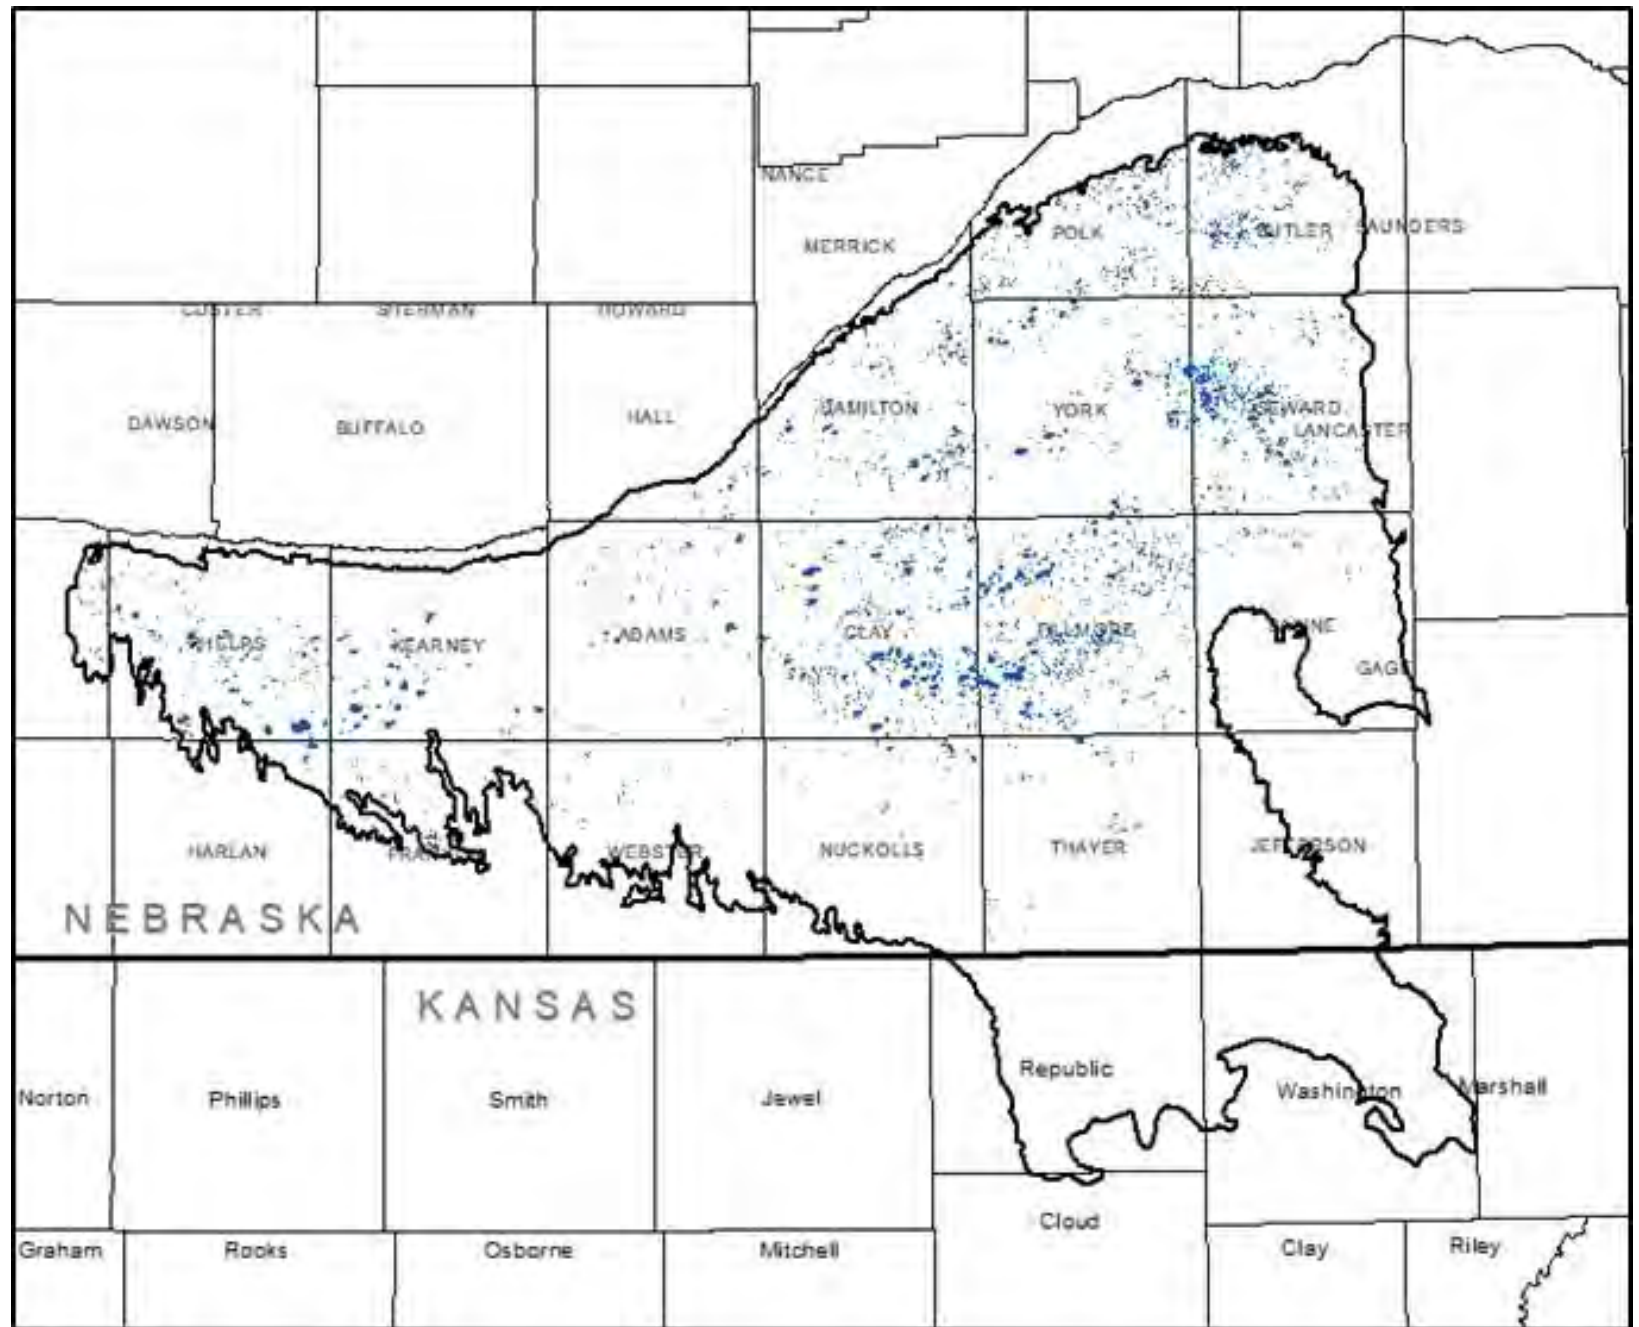 NANCE
POLK
BUTLER
SAUNDERS
MERRICK
CUSTER
SHERMAN
HOWARD
DAWSON
BUFFALO
HALL
HAMILTON
YORK
SEWARD
LANCASTER
PHELPS
KEARNEY
ADAMS
CLAY
FILLMORE
GAGE
HARLAN
WEBSTER
NUCKOLLS
THAYER
JEFFERSON
NEBRASKA
KANSAS
Norton
Phillips
Smith
Jewel
Republic
Washington
Marshall
Cloud
Graham
Rooks
Osborne
Mitchell
Clay
Riley